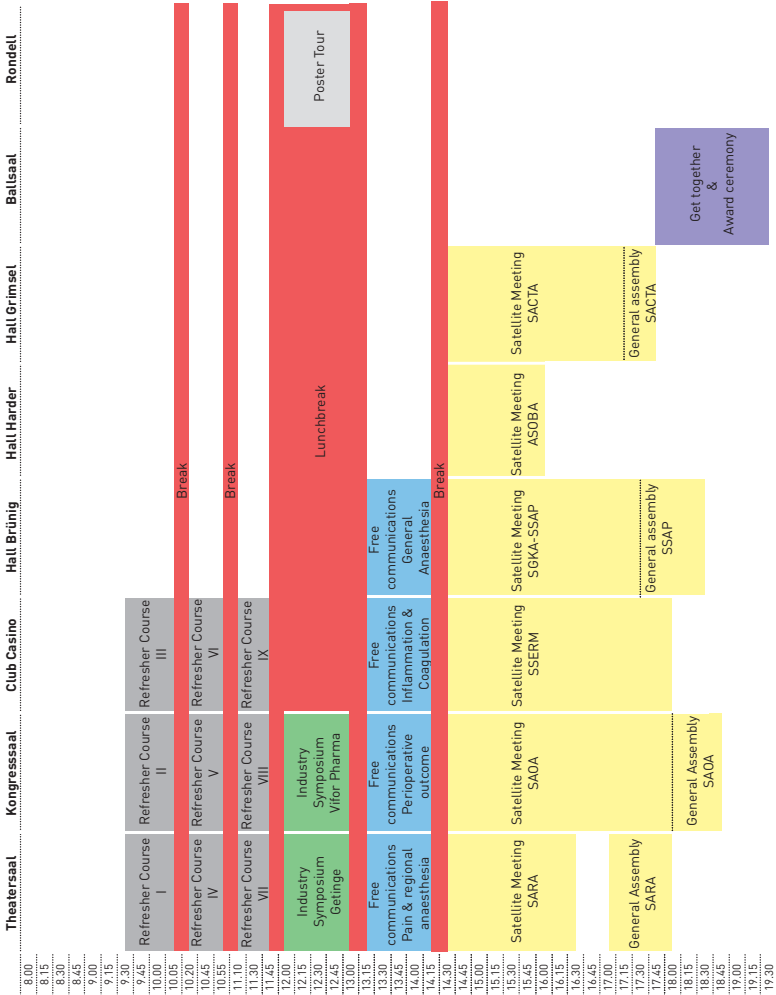 Theatersaal
Kongresssaal
Club Casino
Hall Brünig
Hall Harder
Hall Grimsel
Ballsaal
Rondell
8.00
8.15
8.30
8.45
9.00
9.15
9.30
9.45
10.00
10.05
10.20
10.45
10.55
11.10
11.30
11.45
12.00
12.15
12.30
12.45
13.00
13.15
13.30
13.45
14.00
14.15
14.30
14.45
15.00
15.15
15.30
15.45
16.00
16.15
16.30
16.45
17.00
17.15
17.30
17.45
18.00
18.15
18.30
18.45
19.00
19.15
19.30
Refresher Course
I
Refresher Course
II
Refresher Course
III
Break
Refresher Course
IV
Refresher Course
V
Refresher Course
VI
Break
Refresher Course
VII
Refresher Course
VIII
Refresher Course
IX
Industry
Symposium
Getinge
Industry
Symposium
Vifor Pharma
Lunchbreak
Poster Tour
Free
communications
Pain & regional
anaesthesia
Free
communications
Perioperative
outcome
Free
communications
Inflammation &
Coagulation
Free
communications
General
Anaesthesia
Break
Satellite Meeting
SARA
Satellite Meeting
SAOA
Satellite Meeting
SSERM
Satellite Meeting
SGKA-SSAP
Satellite Meeting
ASOBA
Satellite Meeting
SACTA
General Assembly
SARA
General Assembly
SAOA
General assembly
SSAP
General assembly
SACTA
Get together
&
Award ceremony